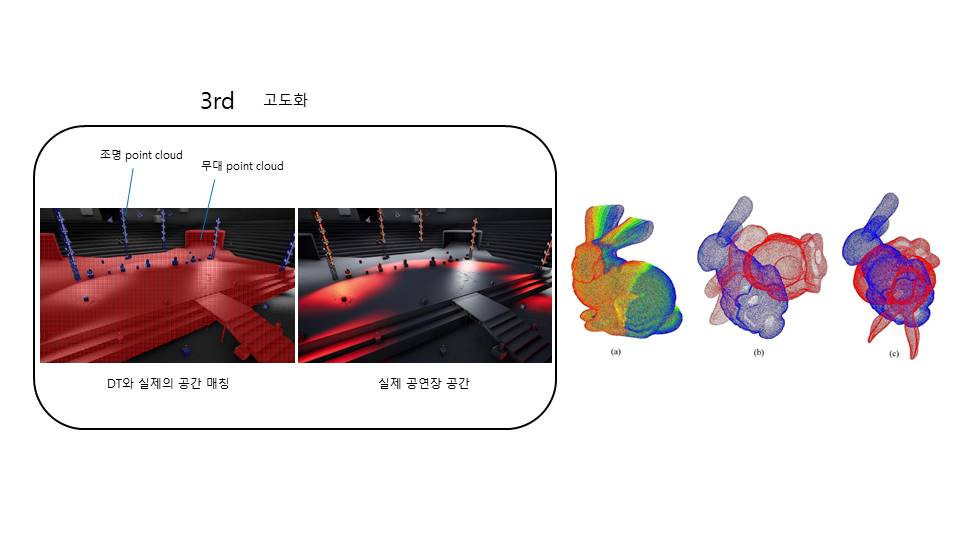 3rd 고도화
조명 point cloud
무대 point cloud
DT와 실제의 공간 매칭
실제 공연장 공간
(a)
(b)
(c)